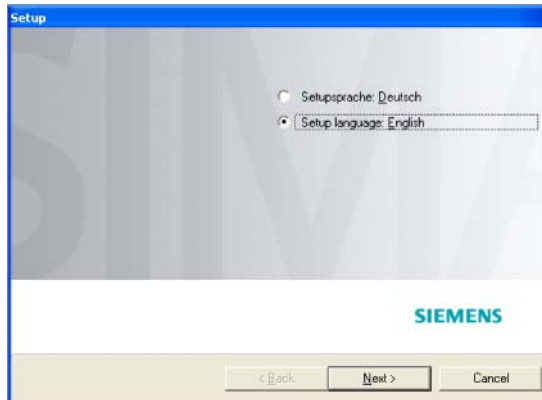 Setup
Setupsprache: Deutsch
Setup language: English
SIEMENS
< Back
Next >
Cancel